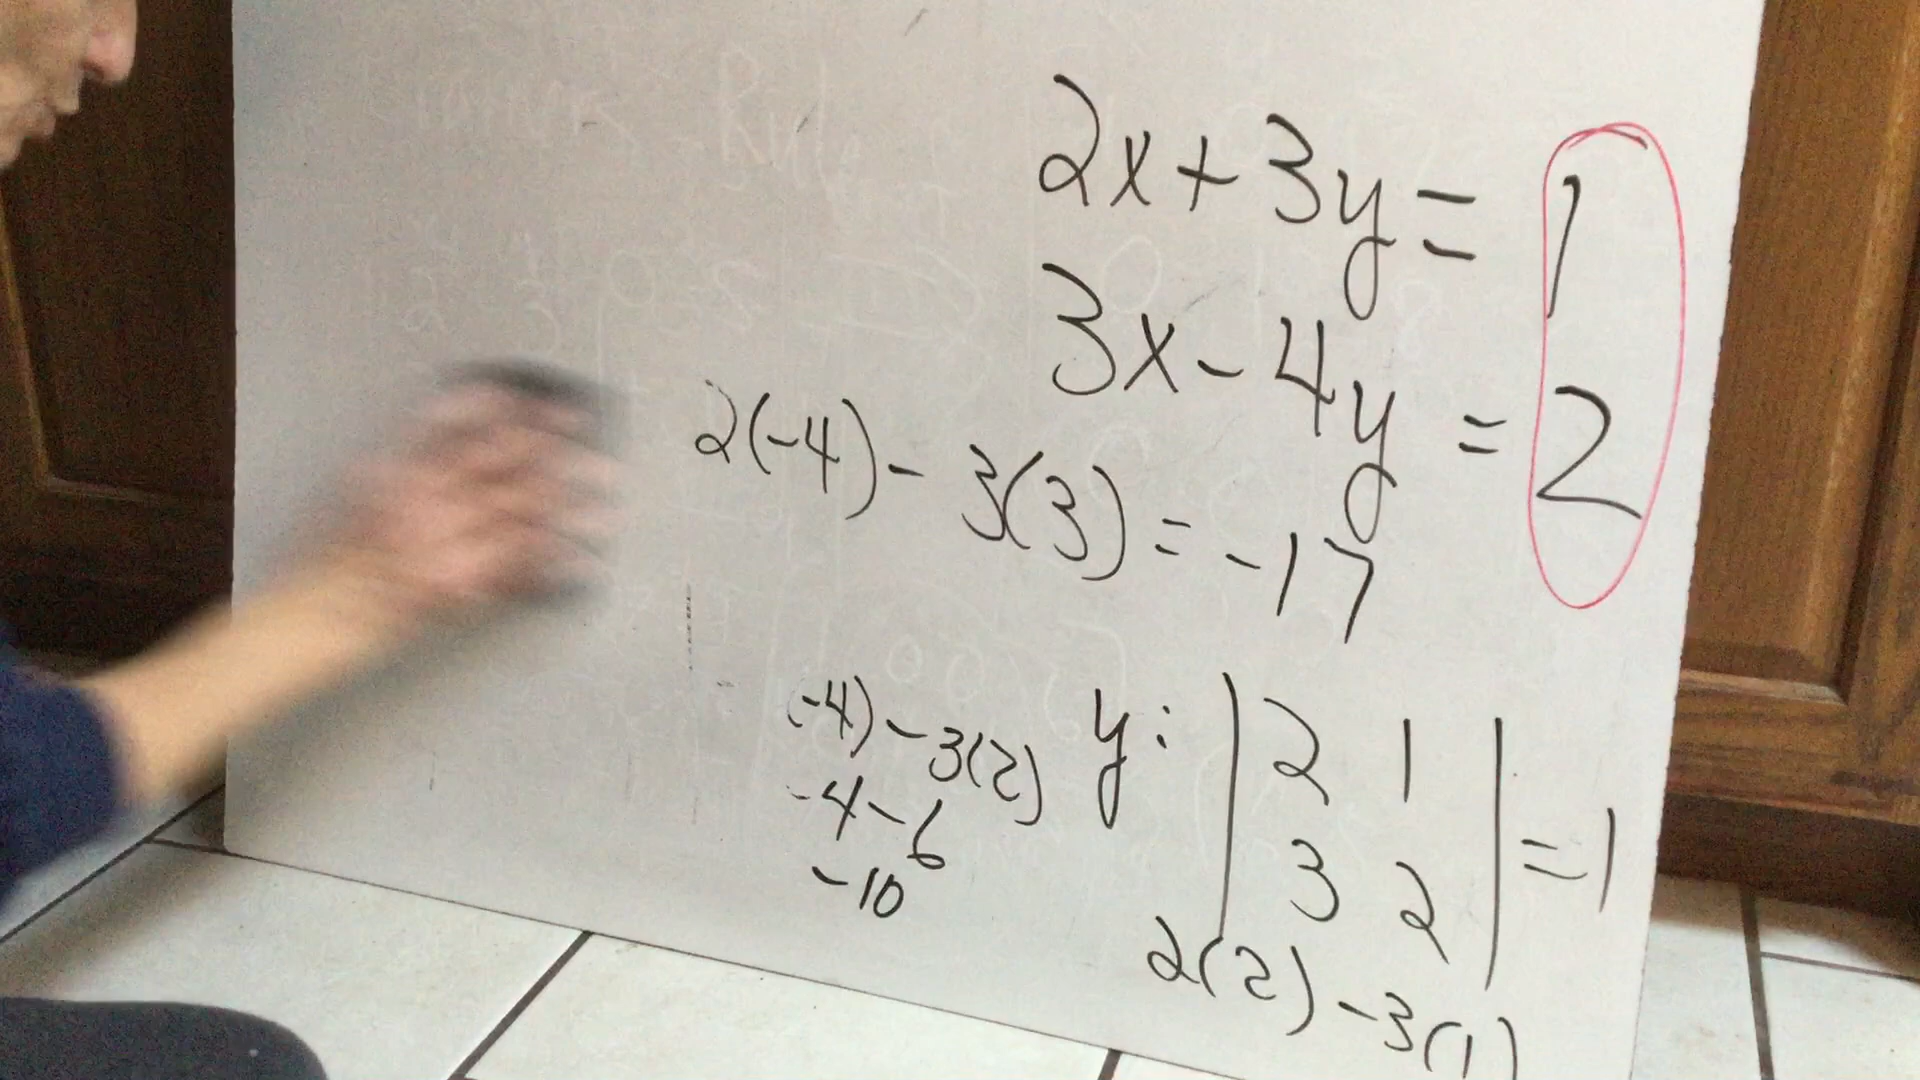 2x + 3y = 1
3x - 4y = 2
2(-4) - 3(3) = -17
(-4) - 3(2)
-4 - 6
-10
y: | 2 1 |
| 3 2 | = 1
2(2) - 3(1)